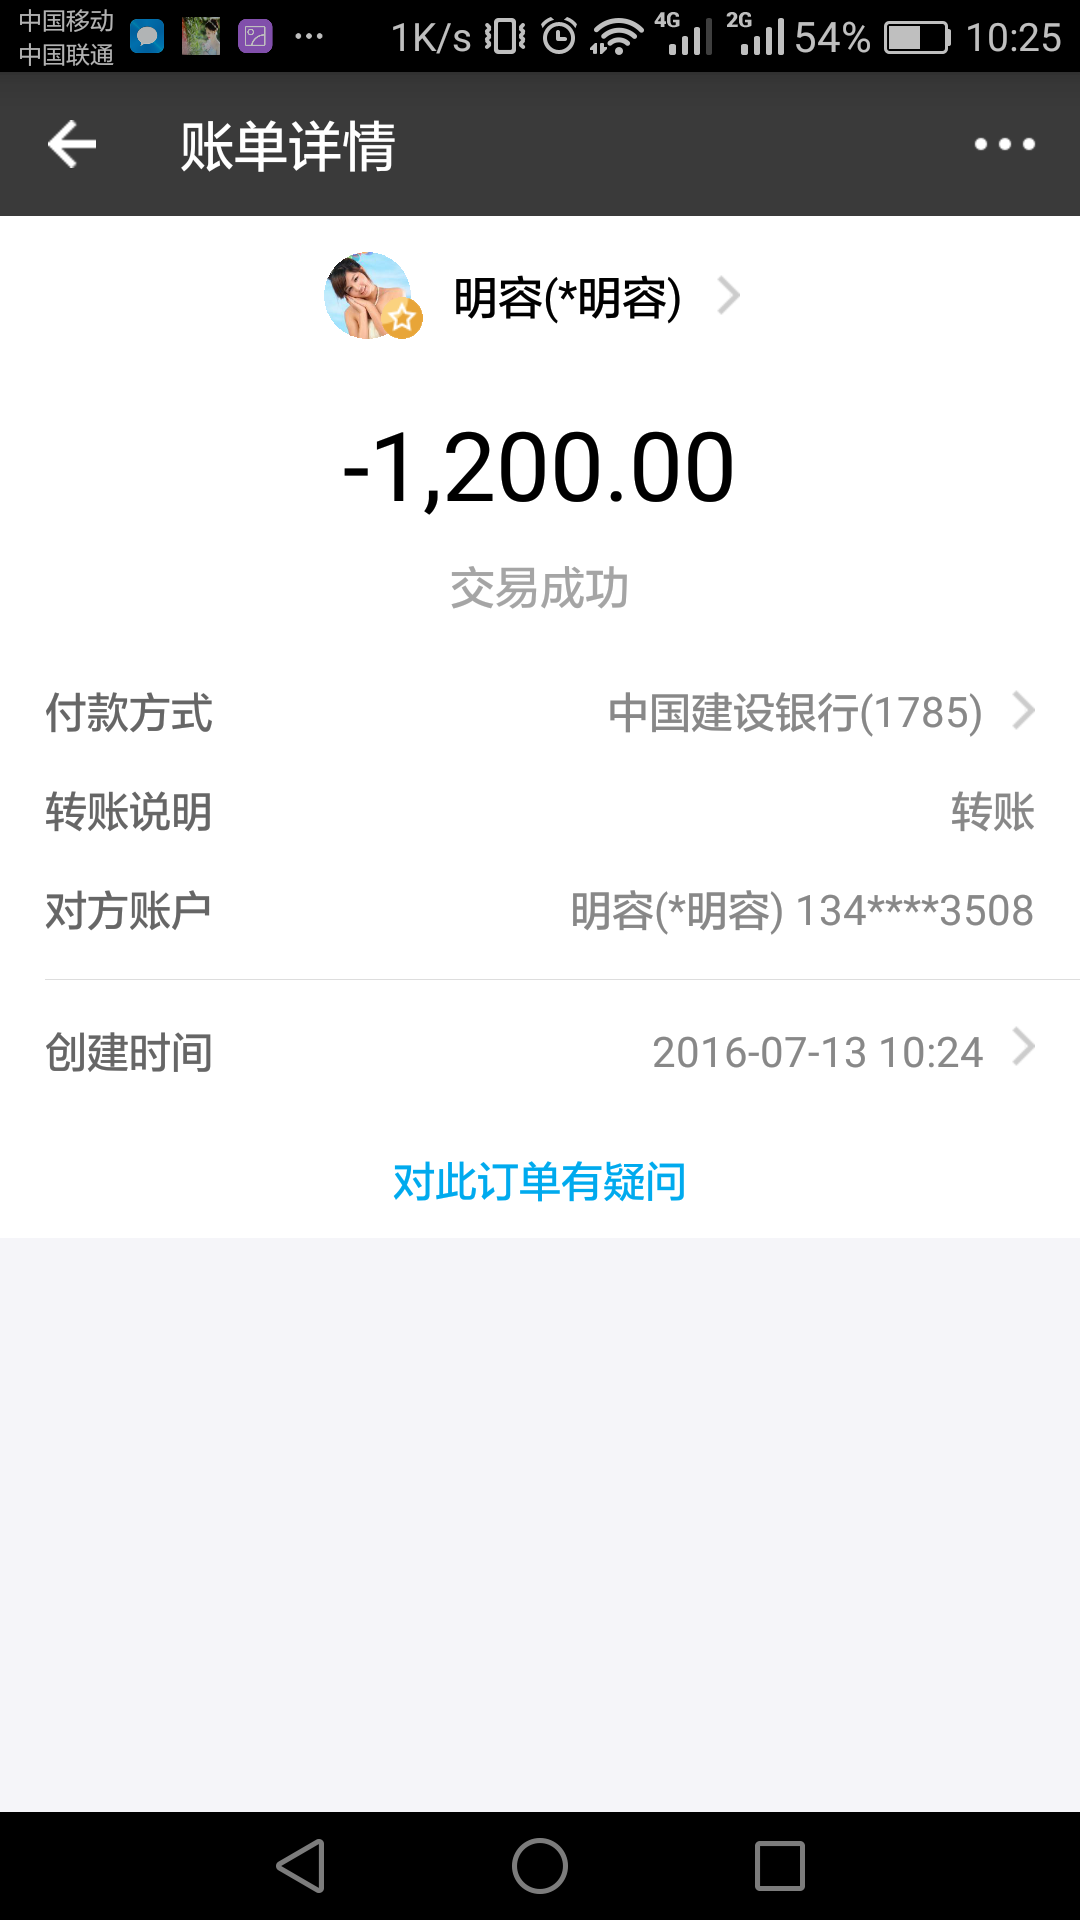 中国移动
中国联通
1K/s 4G 2G 54% 10:25
账单详情
明容(*明容)
-1,200.00
交易成功
付款方式 中国建设银行(1785)
转账说明 转账
对方账户 明容(*明容) 134****3508
创建时间 2016-07-13 10:24
对此订单有疑问